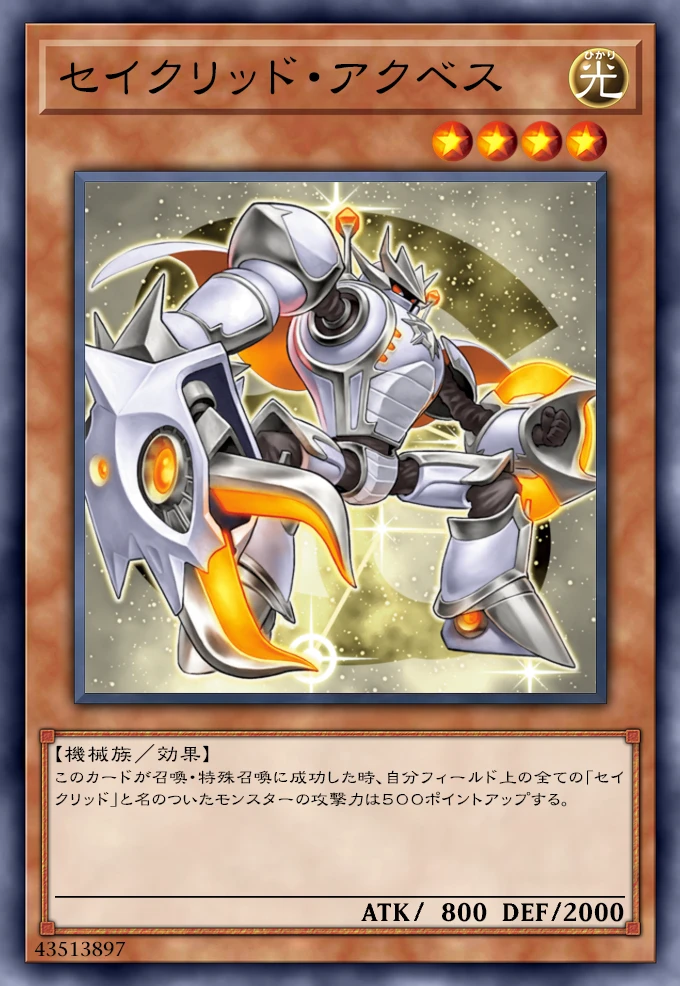 セイクリッド・アクベス
ひかり
光
【機械族／効果】
このカードが召喚・特殊召喚に成功した時、自分フィールド上の全ての「セイ
クリッド」と名のついたモンスターの攻撃力は５００ポイントアップする。
ATK/ 800 DEF/2000
43513897